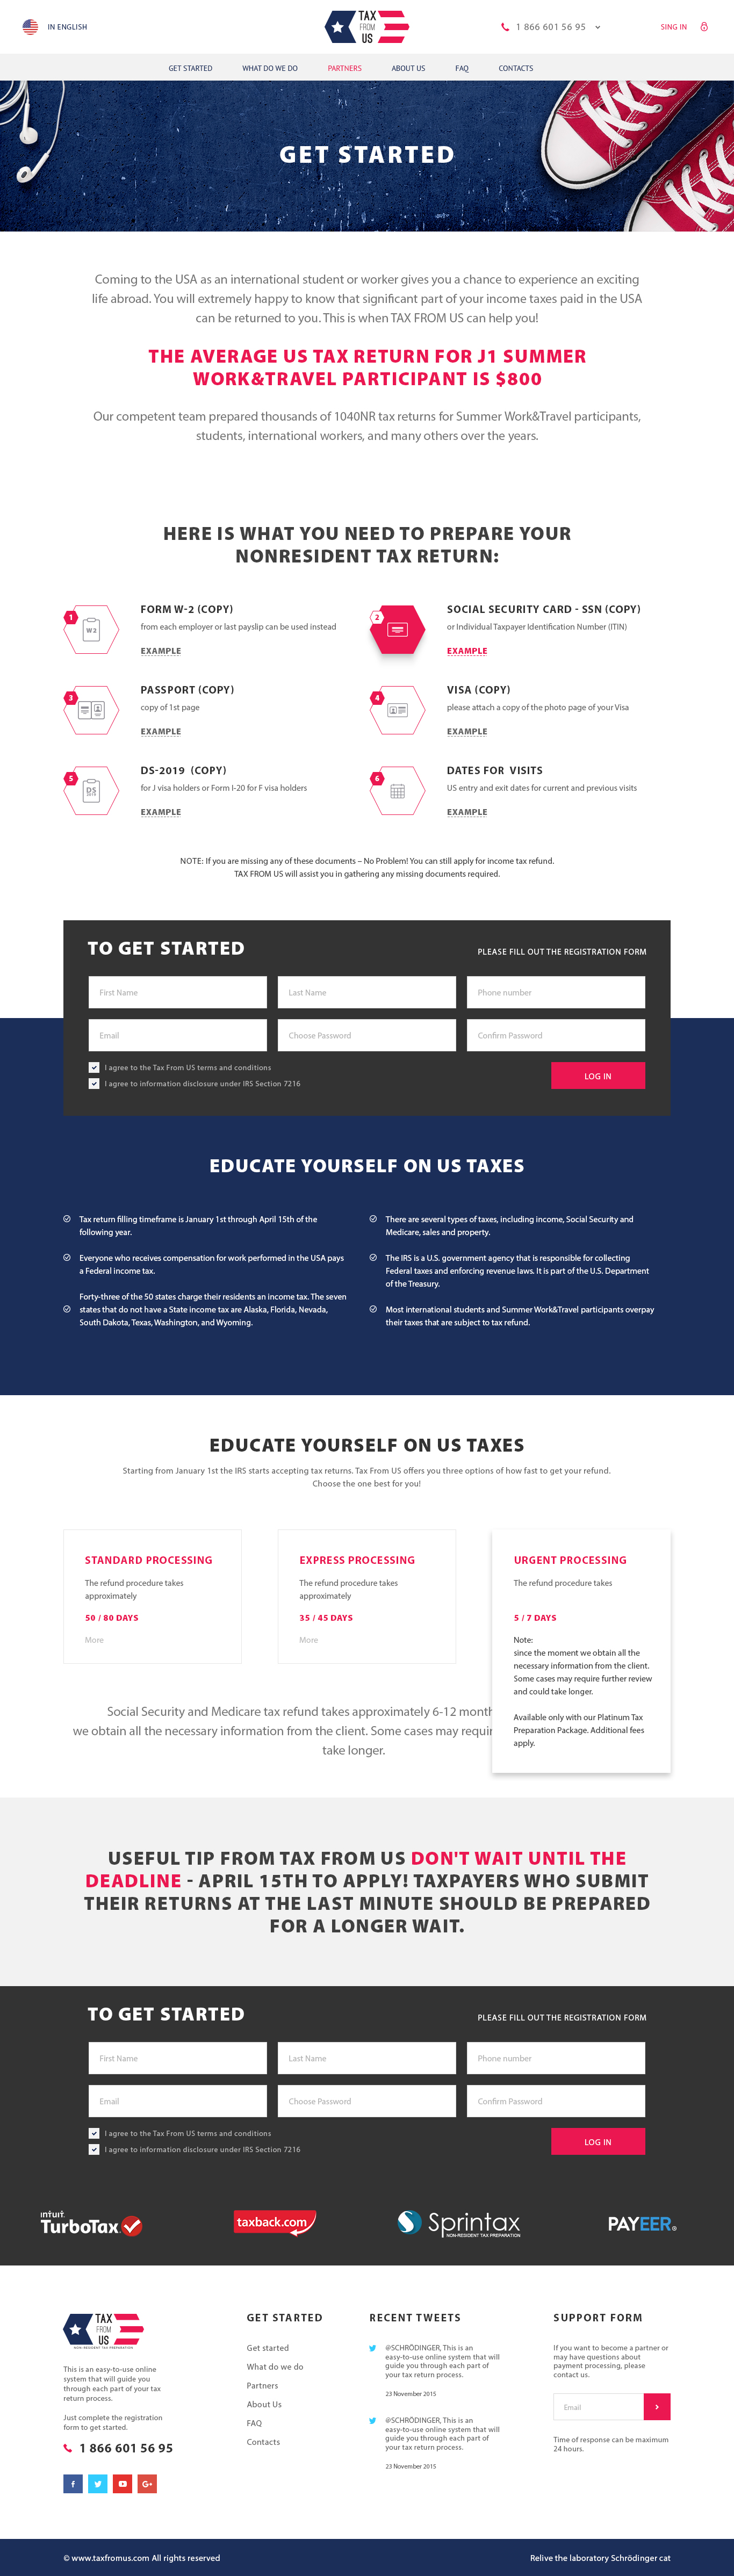 IN ENGLISH
TAX
FROM
US
1 866 601 56 95
SING IN
GET STARTED
WHAT DO WE DO
PARTNERS
ABOUT US
FAQ
CONTACTS
GET STARTED
Coming to the USA as an international student or worker gives you a chance to experience an exciting
life abroad. You will extremely happy to know that significant part of your income taxes paid in the USA
can be returned to you. This is when TAX FROM US can help you!
THE AVERAGE US TAX RETURN FOR J1 SUMMER
WORK&TRAVEL PARTICIPANT IS $800
Our competent team prepared thousands of 1040NR tax returns for Summer Work&Travel participants,
students, international workers, and many others over the years.
HERE IS WHAT YOU NEED TO PREPARE YOUR
NONRESIDENT TAX RETURN:
1
W2
FORM W-2 (COPY)
from each employer or last payslip can be used instead
EXAMPLE
2
SOCIAL SECURITY CARD - SSN (COPY)
or Individual Taxpayer Identification Number (ITIN)
EXAMPLE
3
PASSPORT (COPY)
copy of 1st page
EXAMPLE
4
VISA (COPY)
please attach a copy of the photo page of your Visa
EXAMPLE
5
DS
2019
DS-2019 (COPY)
for J visa holders or Form I-20 for F visa holders
EXAMPLE
6
DATES FOR VISITS
US entry and exit dates for current and previous visits
EXAMPLE
NOTE: If you are missing any of these documents – No Problem! You can still apply for income tax refund.
TAX FROM US will assist you in gathering any missing documents required.
TO GET STARTED
PLEASE FILL OUT THE REGISTRATION FORM
First Name
Last Name
Phone number
Email
Choose Password
Confirm Password
I agree to the Tax From US terms and conditions
I agree to information disclosure under IRS Section 7216
LOG IN
EDUCATE YOURSELF ON US TAXES
Tax return filling timeframe is January 1st through April 15th of the
following year.
Everyone who receives compensation for work performed in the USA pays
a Federal income tax.
Forty-three of the 50 states charge their residents an income tax. The seven
states that do not have a State income tax are Alaska, Florida, Nevada,
South Dakota, Texas, Washington, and Wyoming.
There are several types of taxes, including income, Social Security and
Medicare, sales and property.
The IRS is a U.S. government agency that is responsible for collecting
Federal taxes and enforcing revenue laws. It is part of the U.S. Department
of the Treasury.
Most international students and Summer Work&Travel participants overpay
their taxes that are subject to tax refund.
EDUCATE YOURSELF ON US TAXES
Starting from January 1st the IRS starts accepting tax returns. Tax From US offers you three options of how fast to get your refund.
Choose the one best for you!
STANDARD PROCESSING
The refund procedure takes
approximately
50 / 80 DAYS
More
EXPRESS PROCESSING
The refund procedure takes
approximately
35 / 45 DAYS
More
URGENT PROCESSING
The refund procedure takes
5 / 7 DAYS
Note:
since the moment we obtain all the
necessary information from the client.
Some cases may require further review
and could take longer.
Available only with our Platinum Tax
Preparation Package. Additional fees
apply.
Social Security and Medicare tax refund takes approximately 6-12
we obtain all the necessary information from the client. Some cases may
take longer.
USEFUL TIP FROM TAX FROM US DON'T WAIT UNTIL THE
DEADLINE - APRIL 15TH TO APPLY! TAXPAYERS WHO SUBMIT
THEIR RETURNS AT THE LAST MINUTE SHOULD BE PREPARED
FOR A LONGER WAIT.
TO GET STARTED
PLEASE FILL OUT THE REGISTRATION FORM
First Name
Last Name
Phone number
Email
Choose Password
Confirm Password
I agree to the Tax From US terms and conditions
I agree to information disclosure under IRS Section 7216
LOG IN
intuit.
TurboTax
taxback.com
Sprintax
NON-RESIDENT TAX PREPARATION
PAYEER®
TAX
FROM
US
NON-RESIDENT TAX PREPARATION
This is an easy-to-use online
system that will guide you
through each part of your tax
return process.
Just complete the registration
form to get started.
1 866 601 56 95
GET STARTED
Get started
What do we do
Partners
About Us
FAQ
Contacts
RECENT TWEETS
@SCHRÖDINGER, This is an
easy-to-use online system that will
guide you through each part of
your tax return process.
23 November 2015
@SCHRÖDINGER, This is an
easy-to-use online system that will
guide you through each part of
your tax return process.
23 November 2015
SUPPORT FORM
If you want to become a partner or
may have questions about
payment processing, please
contact us.
Email
Time of response can be maximum
24 hours.
© www.taxfromus.com All rights reserved
Relive the laboratory Schrödinger cat